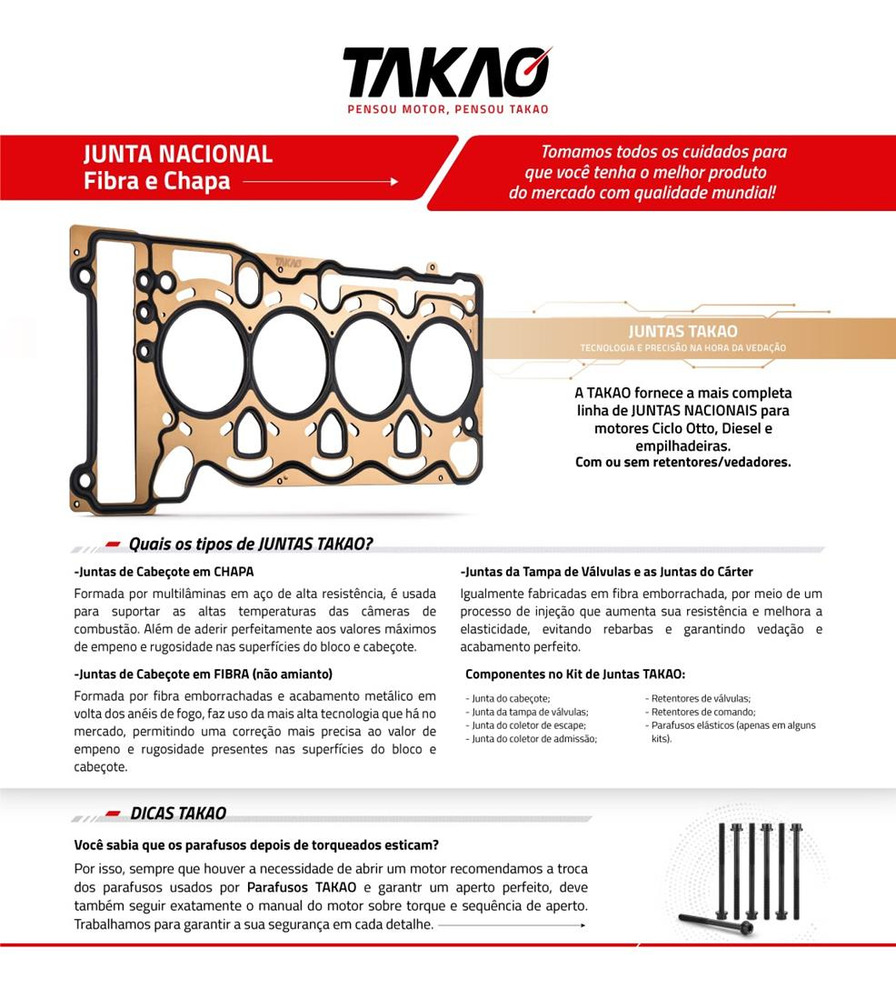 TAKAO
PENSOU MOTOR, PENSOU TAKAO
JUNTA NACIONAL
Fibra e Chapa
Tomamos todos os cuidados para
que você tenha o melhor produto
do mercado com qualidade mundial!
TAKAO
JUNTAS TAKAO
TECNOLOGIA E PRECISÃO NA HORA DA VEDAÇÃO
A TAKAO fornece a mais completa
linha de JUNTAS NACIONAIS para
motores Ciclo Otto, Diesel e
empilhadeiras.
Com ou sem retentores/vedadores.
Quais os tipos de JUNTAS TAKAO?
-Juntas de Cabeçote em CHAPA
Formada por multilâminas em aço de alta resistência, é usada
para suportar as altas temperaturas das câmeras de
combustão. Além de aderir perfeitamente aos valores máximos
de empeno e rugosidade nas superfícies do bloco e cabeçote.
-Juntas de Cabeçote em FIBRA (não amianto)
Formada por fibra emborrachadas e acabamento metálico em
volta dos anéis de fogo, faz uso da mais alta tecnologia que há no
mercado, permitindo uma correção mais precisa ao valor de
empeno e rugosidade presentes nas superfícies do bloco e
cabeçote.
-Juntas da Tampa de Válvulas e as Juntas do Cárter
Igualmente fabricadas em fibra emborrachada, por meio de um
processo de injeção que aumenta sua resistência e melhora a
elasticidade, evitando rebarbas e garantindo vedação e
acabamento perfeito.
Componentes no Kit de Juntas TAKAO:
- Junta do cabeçote;
- Junta da tampa de válvulas;
- Junta do coletor de escape;
- Junta do coletor de admissão;
- Retentores de válvulas;
- Retentores de comando;
- Parafusos elásticos (apenas em alguns
kits).
DICAS TAKAO
Você sabia que os parafusos depois de torqueados esticam?
Por isso, sempre que houver a necessidade de abrir um motor recomendamos a troca
dos parafusos usados por Parafusos TAKAO e garantr um aperto perfeito, deve
também seguir exatamente o manual do motor sobre torque e sequência de aperto.
Trabalhamos para garantir a sua segurança em cada detalhe.